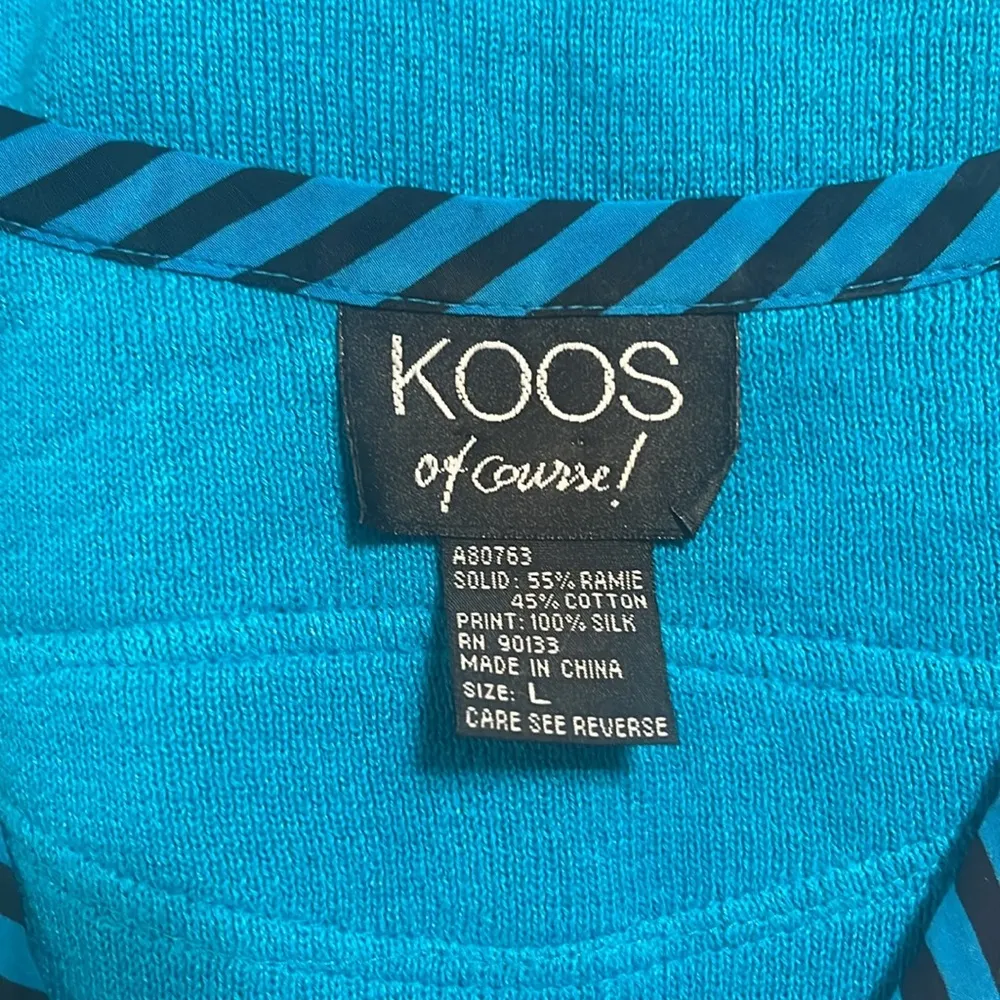 KOOS
of course!
A80763
SOLID: 55% RAMIE
45% COTTON
PRINT: 100% SILK
RN 90133
MADE IN CHINA
SIZE: L
CARE SEE REVERSE